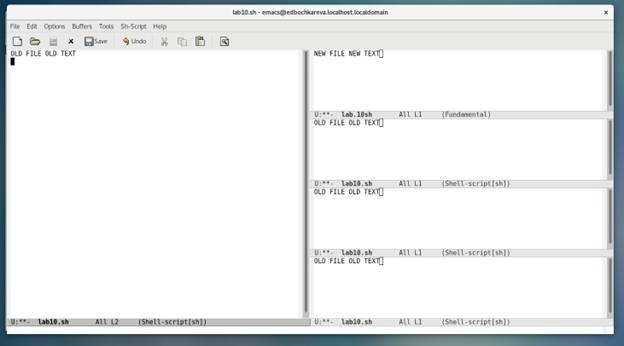 lab10.sh - emacs@edbochkareva.localhost.localdomain ×
File Edit Options Buffers Tools Sh-Script Help
Save Undo
OLD FILE OLD TEXT
U:**- lab10.sh All L2 (Shell-script[sh])
NEW FILE NEW TEXT
U:**- lab.10sh All L1 (Fundamental)
OLD FILE OLD TEXT
U:**- lab10.sh All L1 (Shell-script[sh])
OLD FILE OLD TEXT
U:**- lab10.sh All L1 (Shell-script[sh])
OLD FILE OLD TEXT
U:**- lab10.sh All L1 (Shell-script[sh])